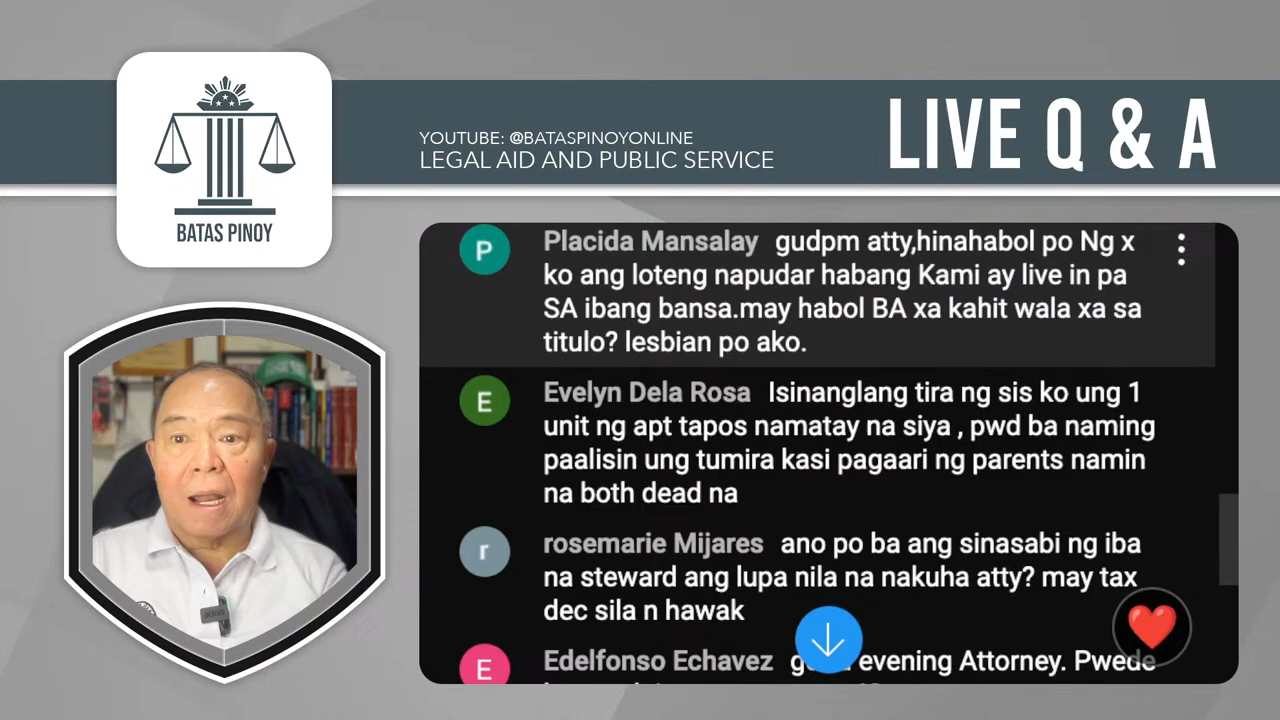 BATAS PINOY
YOUTUBE: @BATASPINOYONLINE
LEGAL AID AND PUBLIC SERVICE
LIVE Q & A
P
Placida Mansalay gudpm atty,hinahabol po Ng x
ko ang loteng napudar habang Kami ay live in pa
SA ibang bansa.may habol BA xa kahit wala xa sa
titulo? lesbian po ako.
E
Evelyn Dela Rosa Isinanglang tira ng sis ko ung 1
unit ng apt tapos namatay na siya , pwd ba naming
paalisin ung tumira kasi pagaari ng parents namin
na both dead na
r
rosemarie Mijares ano po ba ang sinasabi ng iba
na steward ang lupa nila na nakuha atty? may tax
dec sila n hawak
E
Edelfonso Echavez evening Attorney. Pwede